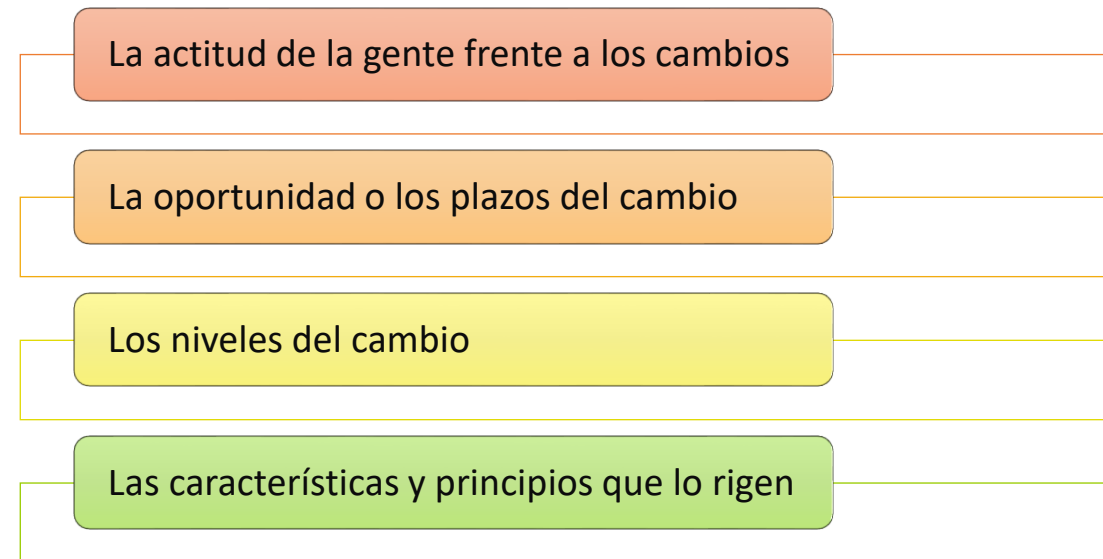 La actitud de la gente frente a los cambios
La oportunidad o los plazos del cambio
Los niveles del cambio
Las características y principios que lo rigen